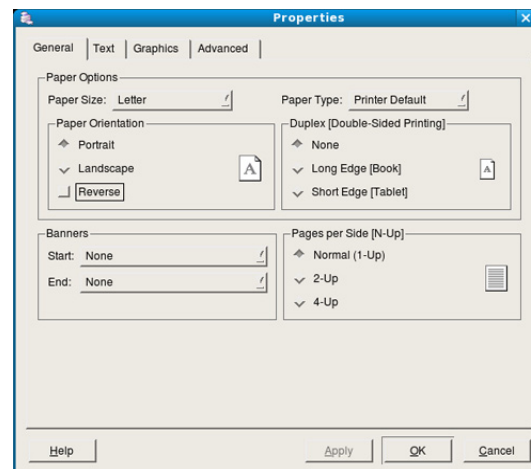 Properties
General Text Graphics Advanced
Paper Options
Paper Size: Letter Paper Type: Printer Default
Paper Orientation
Portrait
Landscape
Reverse
A
Duplex [Double-Sided Printing]
None
Long Edge [Book]
Short Edge [Tablet]
A
Banners
Start: None
End: None
Pages per Side [N-Up]
Normal (1-Up)
2-Up
4-Up
Help Apply OK Cancel